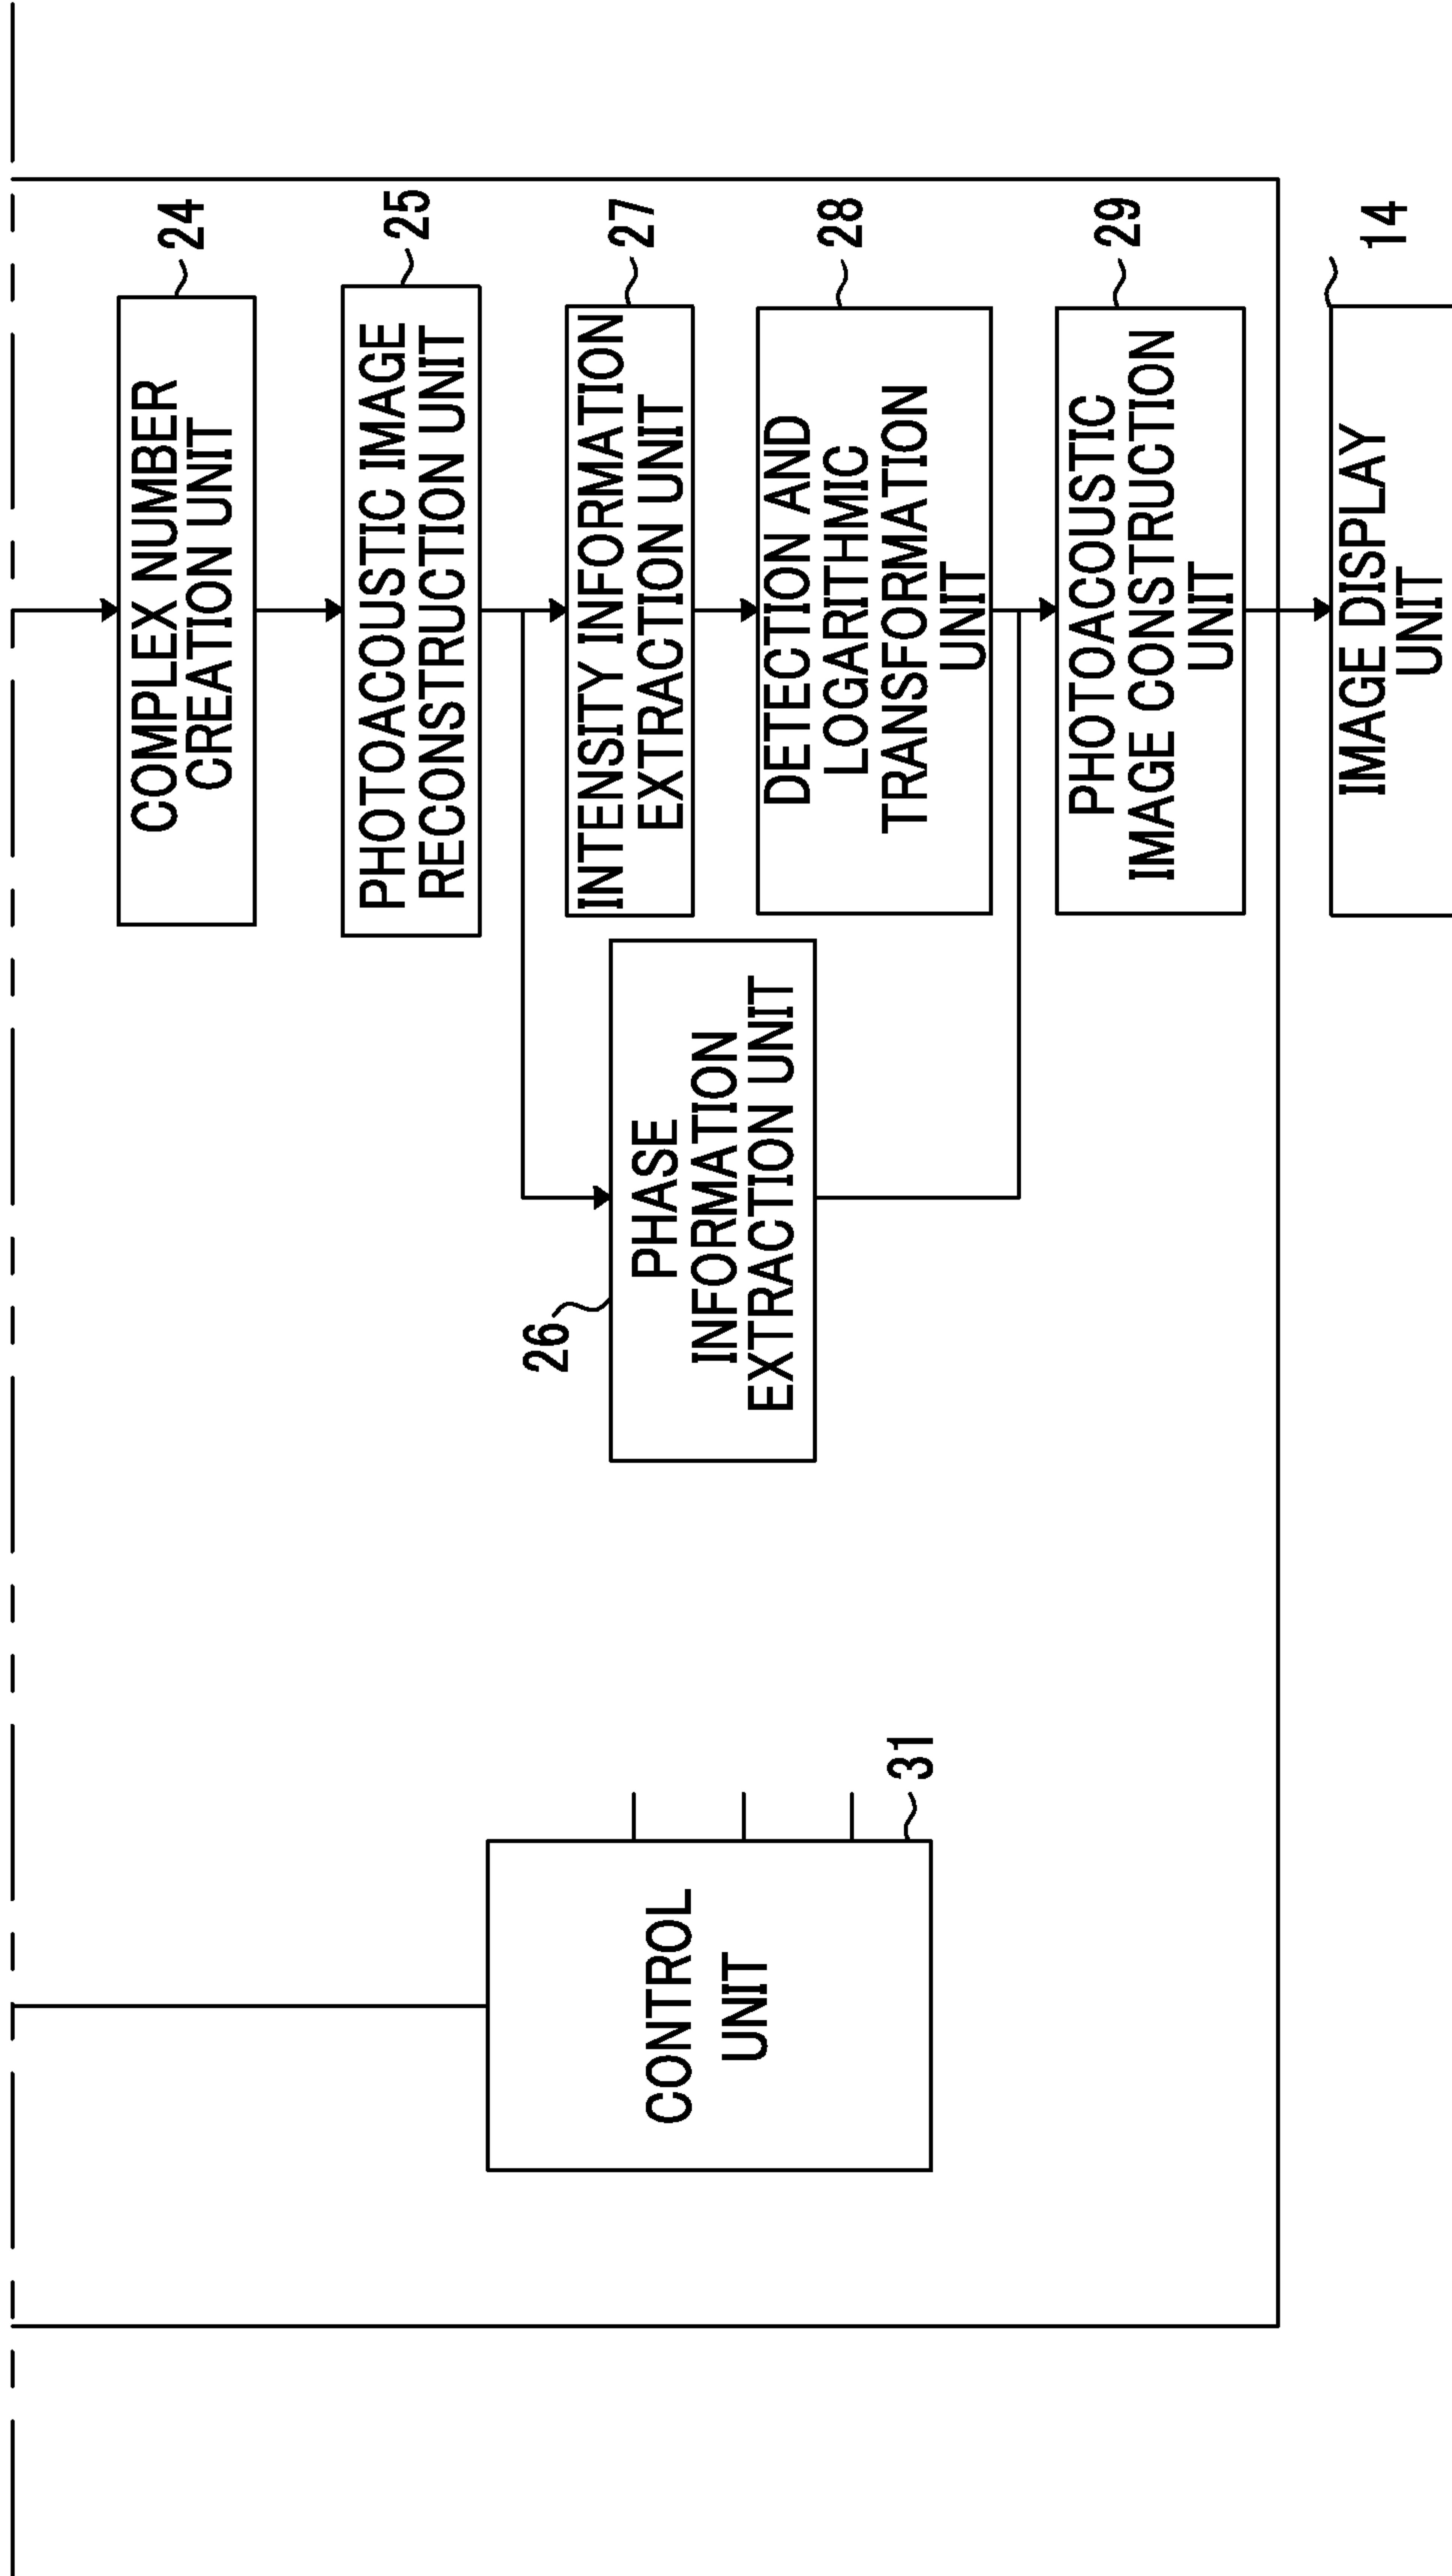 COMPLEX NUMBER
CREATION UNIT
24
PHOTOACOUSTIC IMAGE
RECONSTRUCTION UNIT
25
INTENSITY INFORMATION
EXTRACTION UNIT
27
DETECTION AND
LOGARITHMIC
TRANSFORMATION
UNIT
28
PHOTOACOUSTIC
IMAGE CONSTRUCTION
UNIT
29
IMAGE DISPLAY
UNIT
14
26
PHASE
INFORMATION
EXTRACTION UNIT
CONTROL
UNIT
31